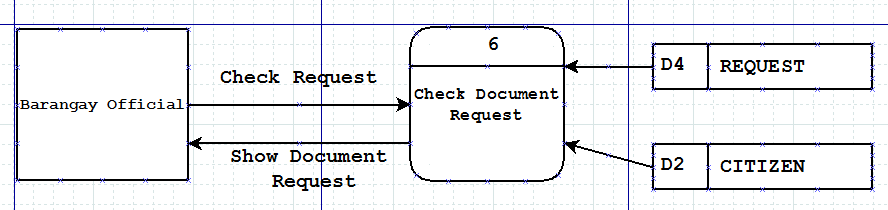 6
D4 REQUEST
Check Request
Barangay Official
Check Document
Request
Show Document
Request
D2 CITIZEN